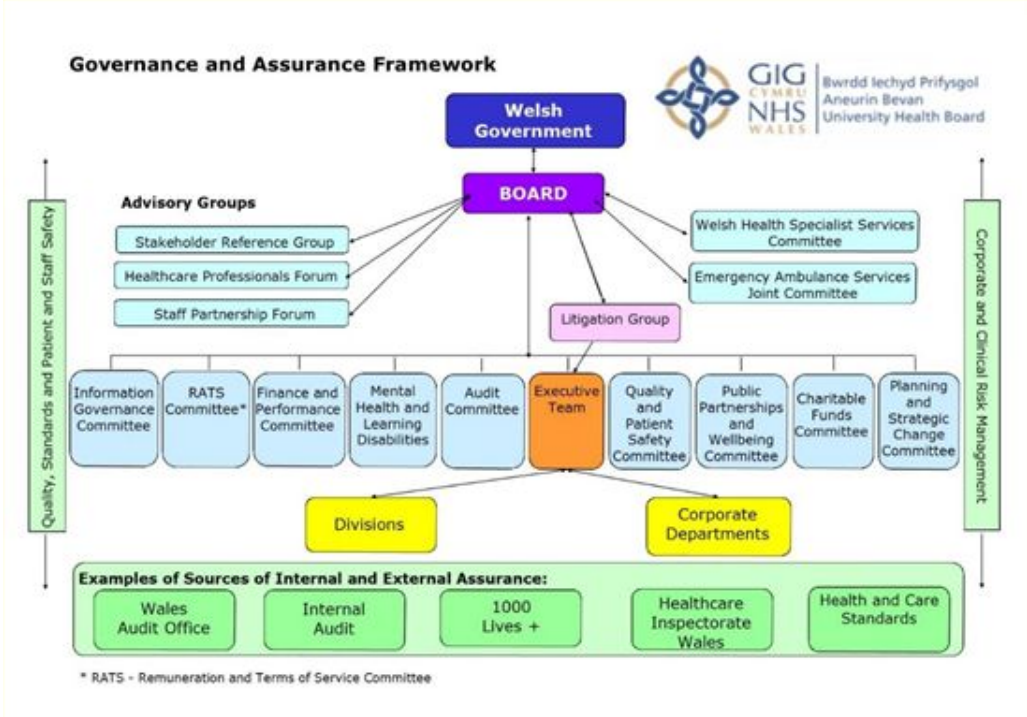 Governance and Assurance Framework
GIG
CYMRU
NHS
WALES
Bwrdd Iechyd Prifysgol
Aneurin Bevan
University Health Board
Welsh
Government
BOARD
Advisory Groups
Stakeholder Reference Group
Healthcare Professionals Forum
Staff Partnership Forum
Welsh Health Specialist Services
Committee
Emergency Ambulance Services
Joint Committee
Litigation Group
Quality, Standards and Patient and Staff Safety
Corporate and Clinical Risk Management
Information
Governance
Committee
RATS
Committee*
Finance and
Performance
Committee
Mental
Health and
Learning
Disabilities
Audit
Committee
Executive
Team
Quality
and
Patient
Safety
Committee
Public
Partnerships
and
Wellbeing
Committee
Charitable
Funds
Committee
Planning
and
Strategic
Change
Committee
Divisions
Corporate
Departments
Examples of Sources of Internal and External Assurance:
Wales
Audit Office
Internal
Audit
1000
Lives +
Healthcare
Inspectorate
Wales
Health and Care
Standards
* RATS - Remuneration and Terms of Service Committee